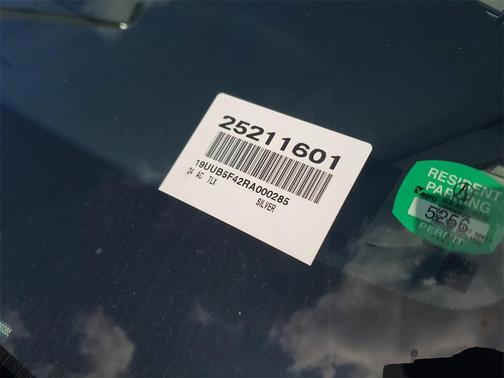 25211601
19UUB5F42RA000285
24 AC TLX
SILVER
RESIDENT
PARKING
5256
PERMIT